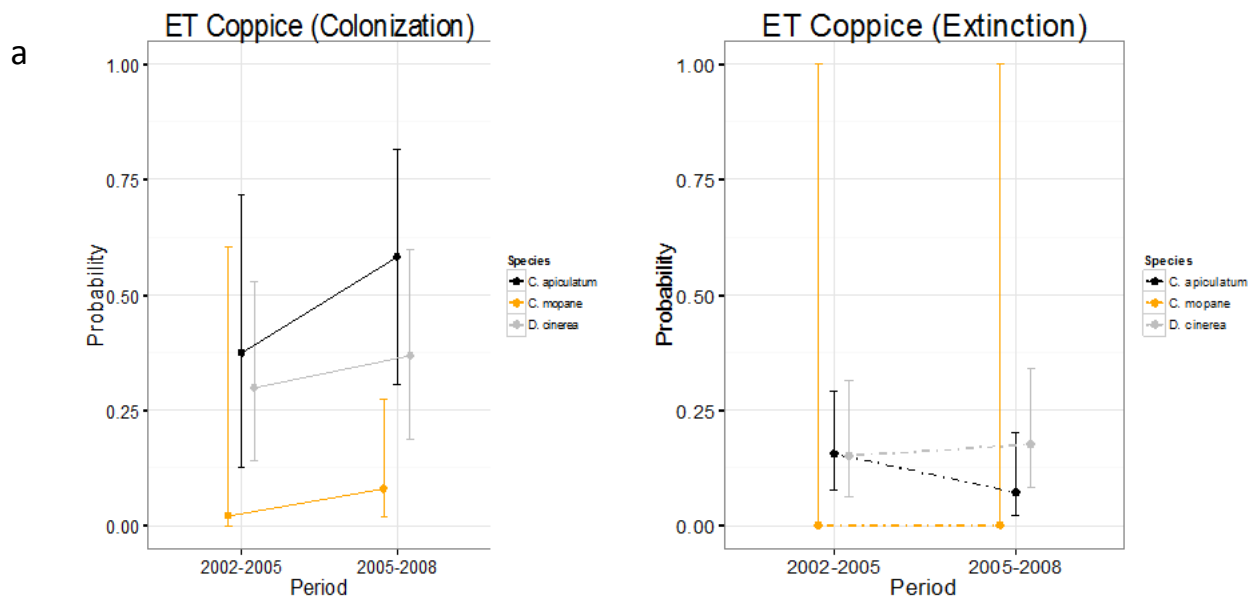 a
ET Coppice (Colonization)
1.00
0.75
0.50
0.25
0.00
Probability
2002-2005
2005-2008
Period
Species
C. apiculatum
C. mopane
D. cinerea
ET Coppice (Extinction)
1.00
0.75
0.50
0.25
0.00
Probability
2002-2005
2005-2008
Period
Species
C. apiculatum
C. mopane
D. cinerea